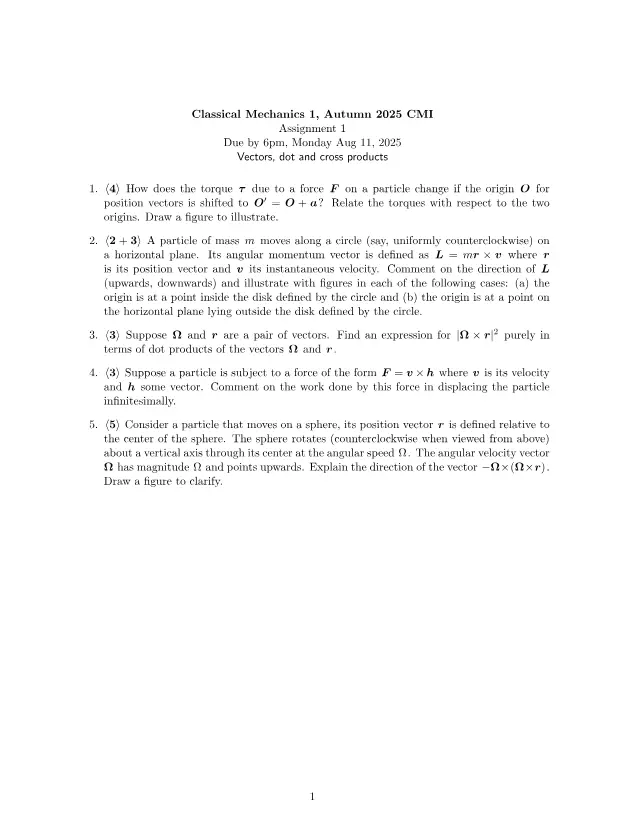 Classical Mechanics 1, Autumn 2025 CMI
Assignment 1
Due by 6pm, Monday Aug 11, 2025
Vectors, dot and cross products
1. ⟨4⟩ How does the torque τ due to a force F on a particle change if the origin O for
position vectors is shifted to O′ = O + a? Relate the torques with respect to the two
origins. Draw a figure to illustrate.
2. ⟨2 + 3⟩ A particle of mass m moves along a circle (say, uniformly counterclockwise) on
a horizontal plane. Its angular momentum vector is defined as L = mr × v where r
is its position vector and v its instantaneous velocity. Comment on the direction of L
(upwards, downwards) and illustrate with figures in each of the following cases: (a) the
origin is at a point inside the disk defined by the circle and (b) the origin is at a point on
the horizontal plane lying outside the disk defined by the circle.
3. ⟨3⟩ Suppose Ω and r are a pair of vectors. Find an expression for |Ω × r|² purely in
terms of dot products of the vectors Ω and r.
4. ⟨3⟩ Suppose a particle is subject to a force of the form F = v × h where v is its velocity
and h some vector. Comment on the work done by this force in displacing the particle
infinitesimally.
5. ⟨5⟩ Consider a particle that moves on a sphere, its position vector r is defined relative to
the center of the sphere. The sphere rotates (counterclockwise when viewed from above)
about a vertical axis through its center at the angular speed Ω. The angular velocity vector
Ω has magnitude Ω and points upwards. Explain the direction of the vector −Ω×(Ω×r).
Draw a figure to clarify.
1